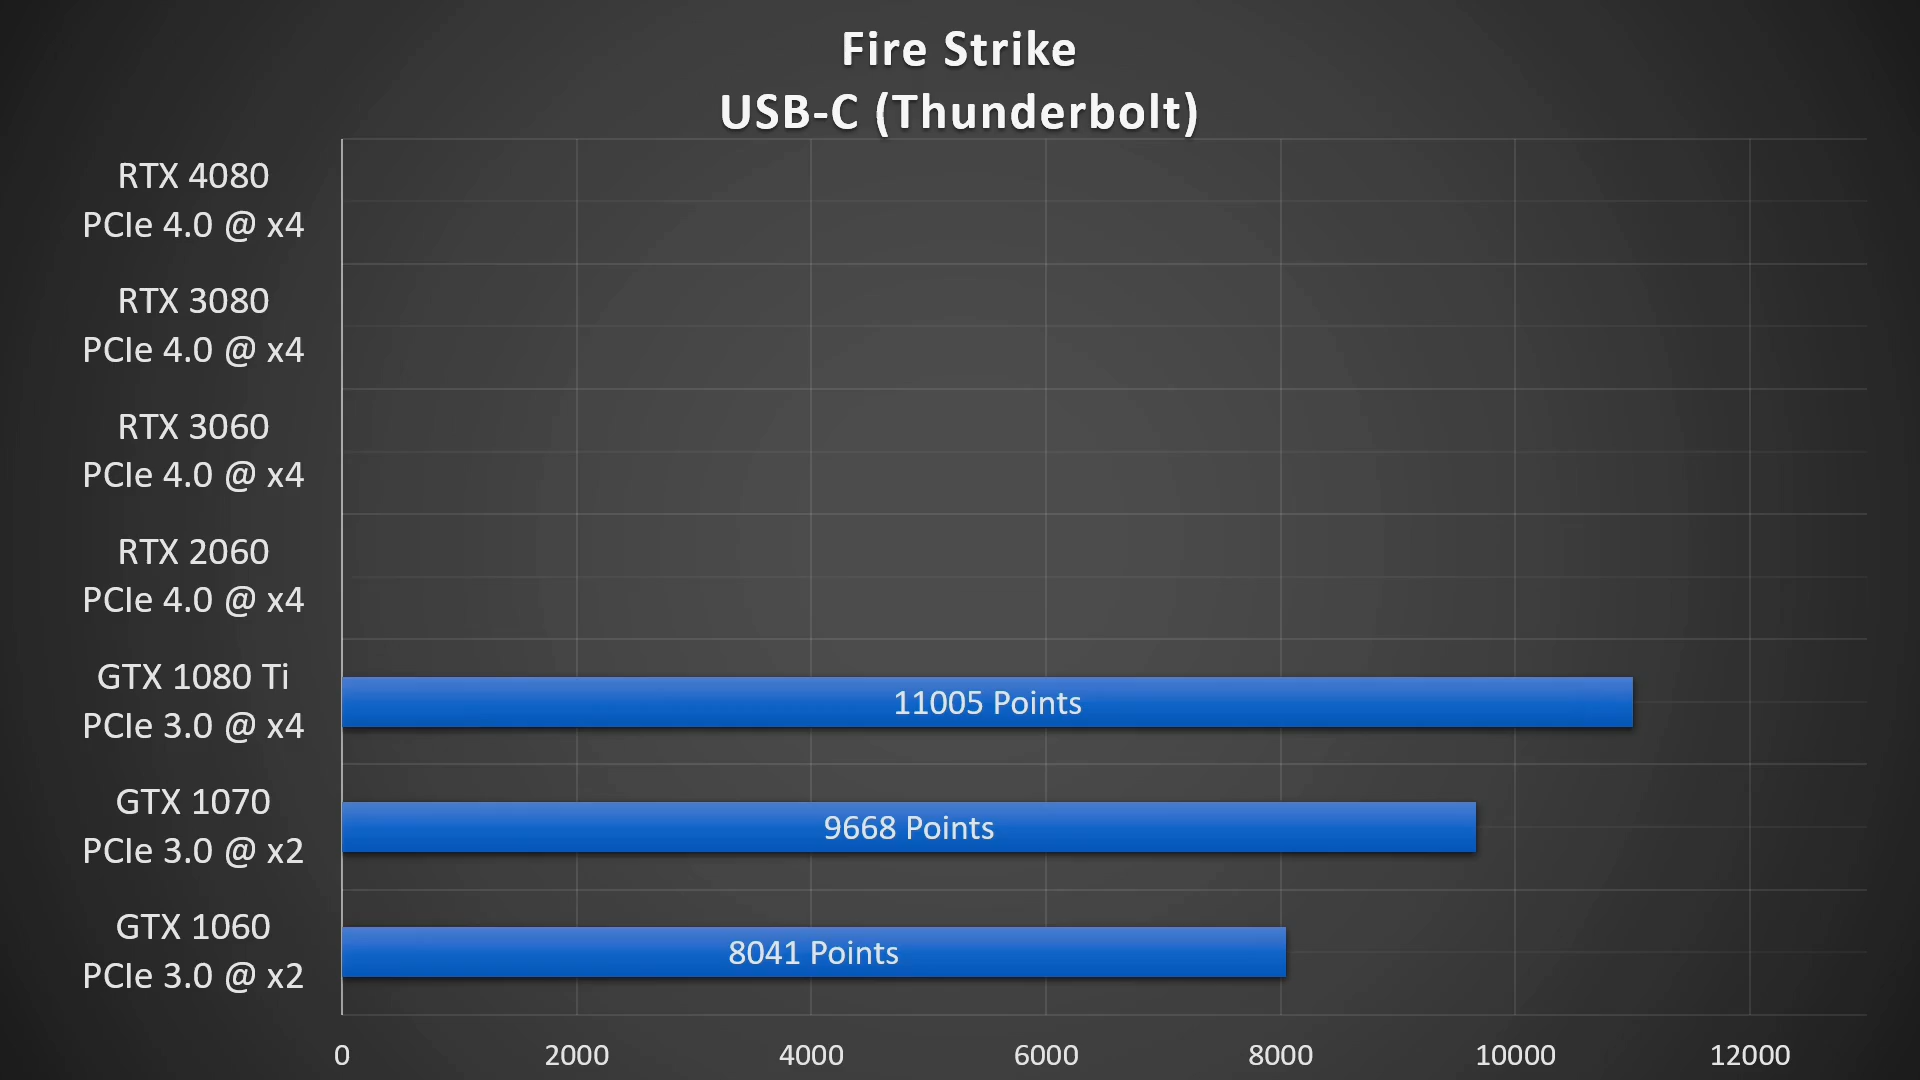 Fire Strike
USB-C (Thunderbolt)
RTX 4080
PCIe 4.0 @ x4
RTX 3080
PCIe 4.0 @ x4
RTX 3060
PCIe 4.0 @ x4
RTX 2060
PCIe 4.0 @ x4
GTX 1080 Ti
PCIe 3.0 @ x4
11005 Points
GTX 1070
PCIe 3.0 @ x2
9668 Points
GTX 1060
PCIe 3.0 @ x2
8041 Points
0 2000 4000 6000 8000 10000 12000